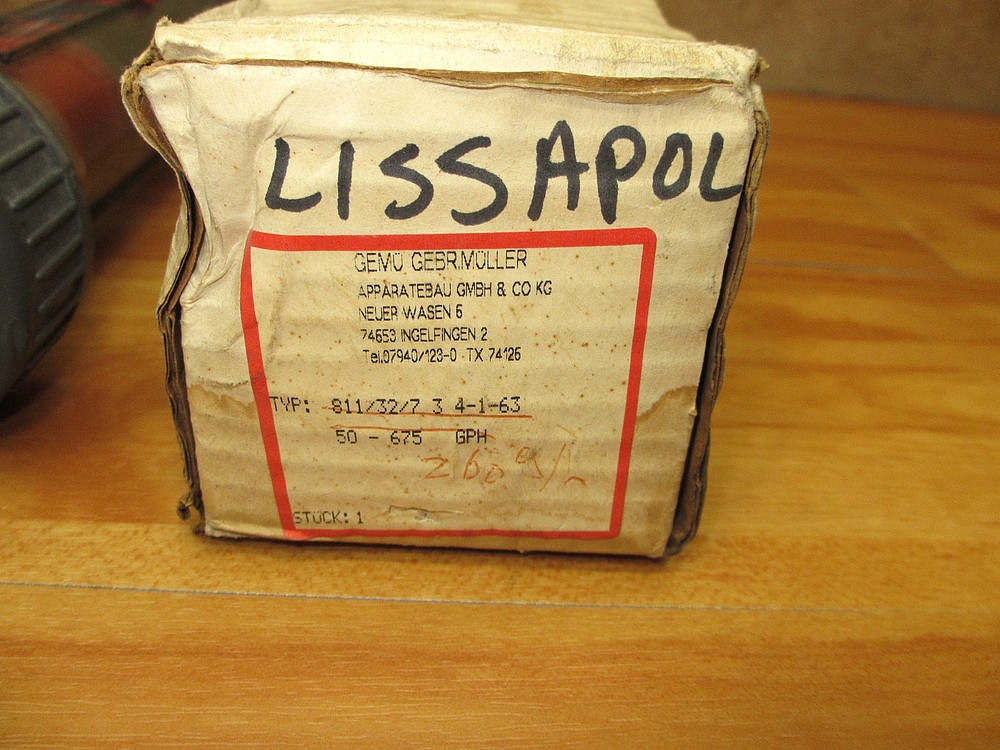 LISSAPOL
GEMÜ GEBR.MÜLLER
APPARATEBAU GMBH & CO KG
NEUER WASEN 6
74653 INGELFINGEN 2
Tel.07940/123-0 TX 74126
TYP: 811/32/7 3 4-1-63
50 - 675 GPH
260
STÜCK: 1